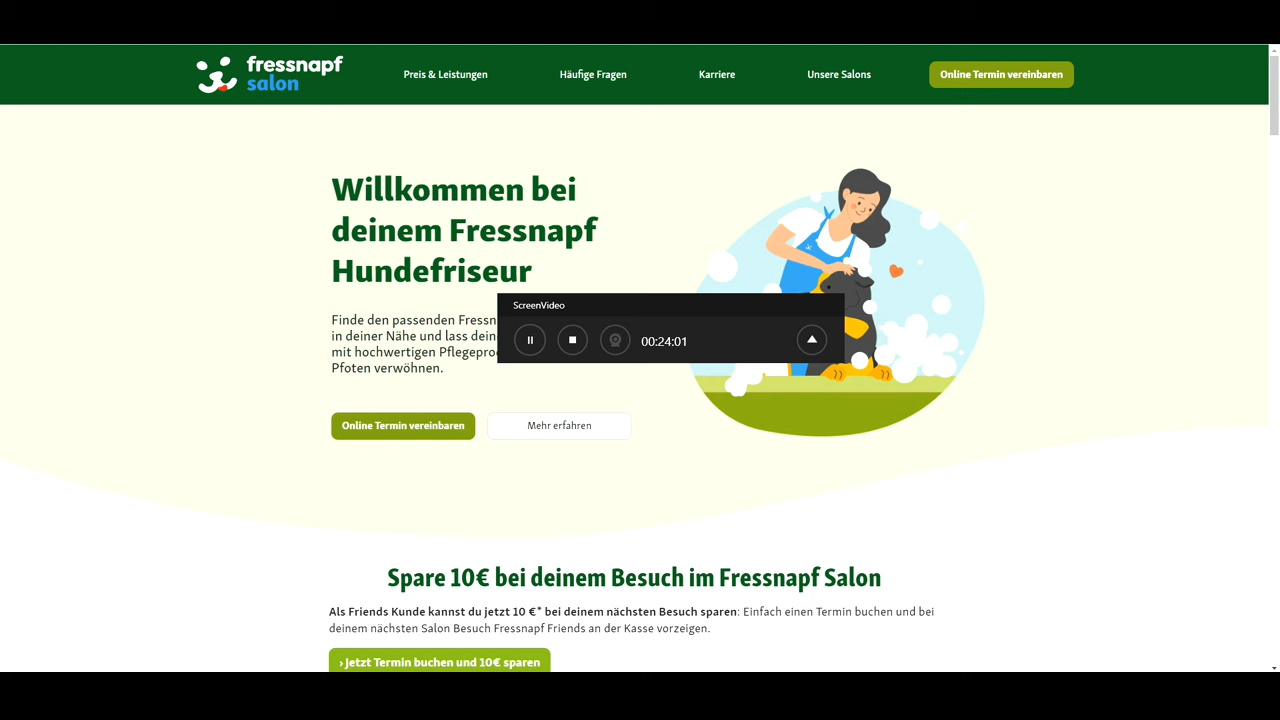 fressnapf
salon
Preis & Leistungen
Häufige Fragen
Karriere
Unsere Salons
Online Termin vereinbaren
Willkommen bei
deinem Fressnapf
Hundefriseur
Finde den passenden Fressn
in deiner Nähe und lass dein
mit hochwertigen Pflegepro
Pfoten verwöhnen.
ScreenVideo
00:24:01
Online Termin vereinbaren
Mehr erfahren
Spare 10€ bei deinem Besuch im Fressnapf Salon
Als Friends Kunde kannst du jetzt 10 €* bei deinem nächsten Besuch sparen: Einfach einen Termin buchen und bei
deinem nächsten Salon Besuch Fressnapf Friends an der Kasse vorzeigen.
› Jetzt Termin buchen und 10€ sparen